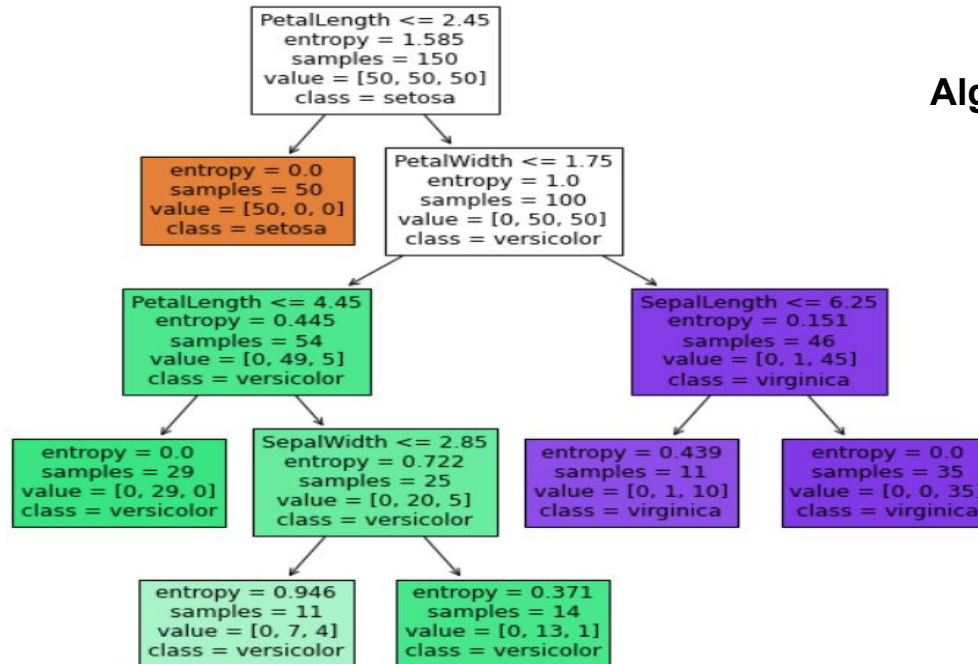 PetalLength <= 2.45
entropy = 1.585
samples = 150
value = [50, 50, 50]
class = setosa
Alg
entropy = 0.0
samples = 50
value = [50, 0, 0]
class = setosa
PetalWidth <= 1.75
entropy = 1.0
samples = 100
value = [0, 50, 50]
class = versicolor
PetalLength <= 4.45
entropy = 0.445
samples = 54
value = [0, 49, 5]
class = versicolor
SepalLength <= 6.25
entropy = 0.151
samples = 46
value = [0, 1, 45]
class = virginica
entropy = 0.0
samples = 29
value = [0, 29, 0]
class = versicolor
SepalWidth <= 2.85
entropy = 0.722
samples = 25
value = [0, 20, 5]
class = versicolor
entropy = 0.439
samples = 11
value = [0, 1, 10]
class = virginica
entropy = 0.0
samples = 35
value = [0, 0, 35]
class = virginica
entropy = 0.946
samples = 11
value = [0, 7, 4]
class = versicolor
entropy = 0.371
samples = 14
value = [0, 13, 1]
class = versicolor